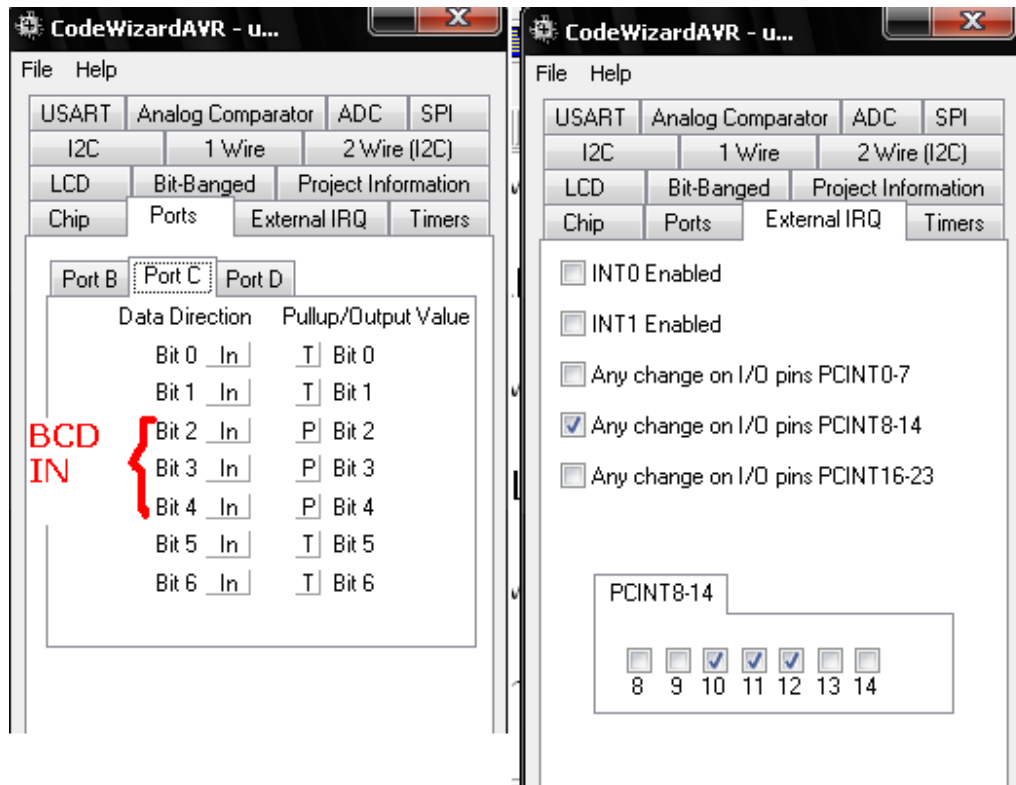 CodeWizardAVR - u...
File Help
USART Analog Comparator ADC SPI
I2C 1 Wire 2 Wire (I2C)
LCD Bit-Banged Project Information
Chip Ports External IRQ Timers
Port B Port C Port D
Data Direction Pullup/Output Value
Bit 0 In T Bit 0
Bit 1 In T Bit 1
Bit 2 In P Bit 2
Bit 3 In P Bit 3
Bit 4 In P Bit 4
Bit 5 In T Bit 5
Bit 6 In T Bit 6
BCD
IN
CodeWizardAVR - u...
File Help
USART Analog Comparator ADC SPI
I2C 1 Wire 2 Wire (I2C)
LCD Bit-Banged Project Information
Chip Ports External IRQ Timers
INT0 Enabled
INT1 Enabled
Any change on I/O pins PCINT0-7
Any change on I/O pins PCINT8-14
Any change on I/O pins PCINT16-23
PCINT8-14
8 9 10 11 12 13 14